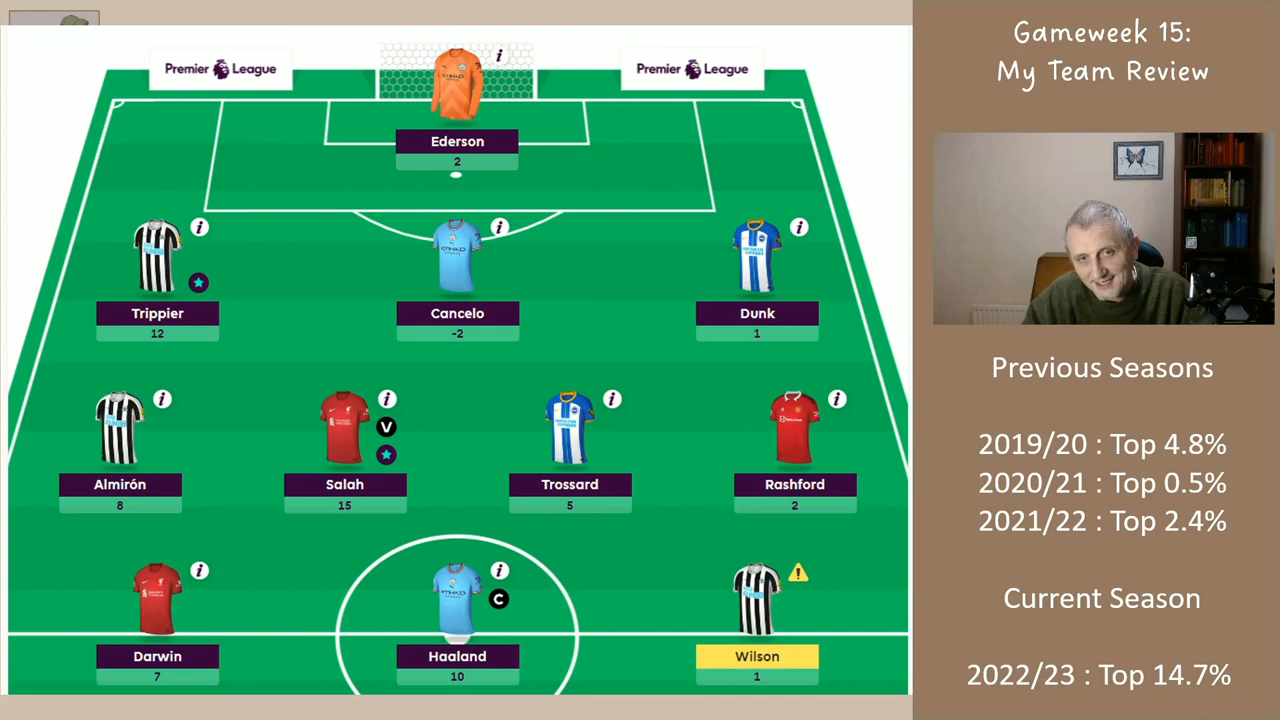 Gameweek 15:
My Team Review
Premier League
Premier League
Ederson
2
Trippier
12
Cancelo
-2
Dunk
1
Almirón
8
Salah
15
V
Trossard
5
Rashford
2
Darwin
7
Haaland
10
C
Wilson
1
Previous Seasons
2019/20 : Top 4.8%
2020/21 : Top 0.5%
2021/22 : Top 2.4%
Current Season
2022/23 : Top 14.7%